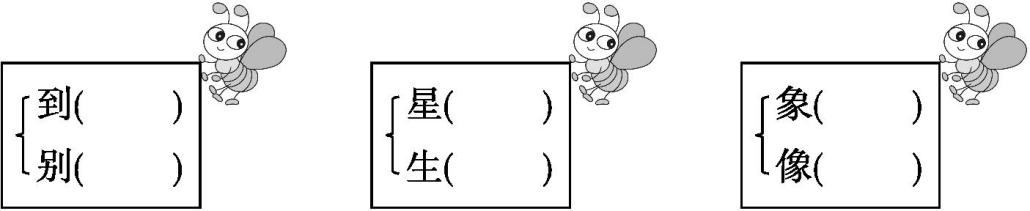 到(　　)
别(　　)
星(　　)
生(　　)
象(　　)
像(　　)